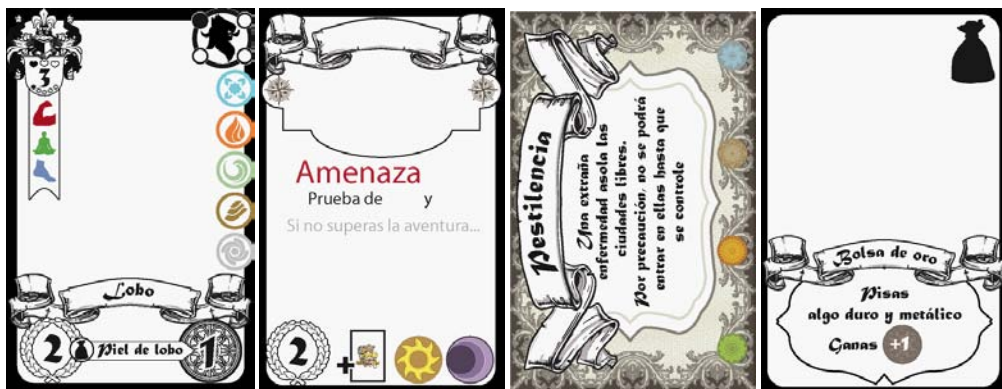 3
Lobo
2 Piel de lobo 1
Amenaza
Prueba de y
Si no superas la aventura...
2 +
Pestilencia
Una extraña
enfermedad asola las
ciudades libres.
Por precaución, no se podrá
entrar en ellas hasta que
se controle
Bolsa de oro
Pisas
algo duro y metálico
Ganas +1